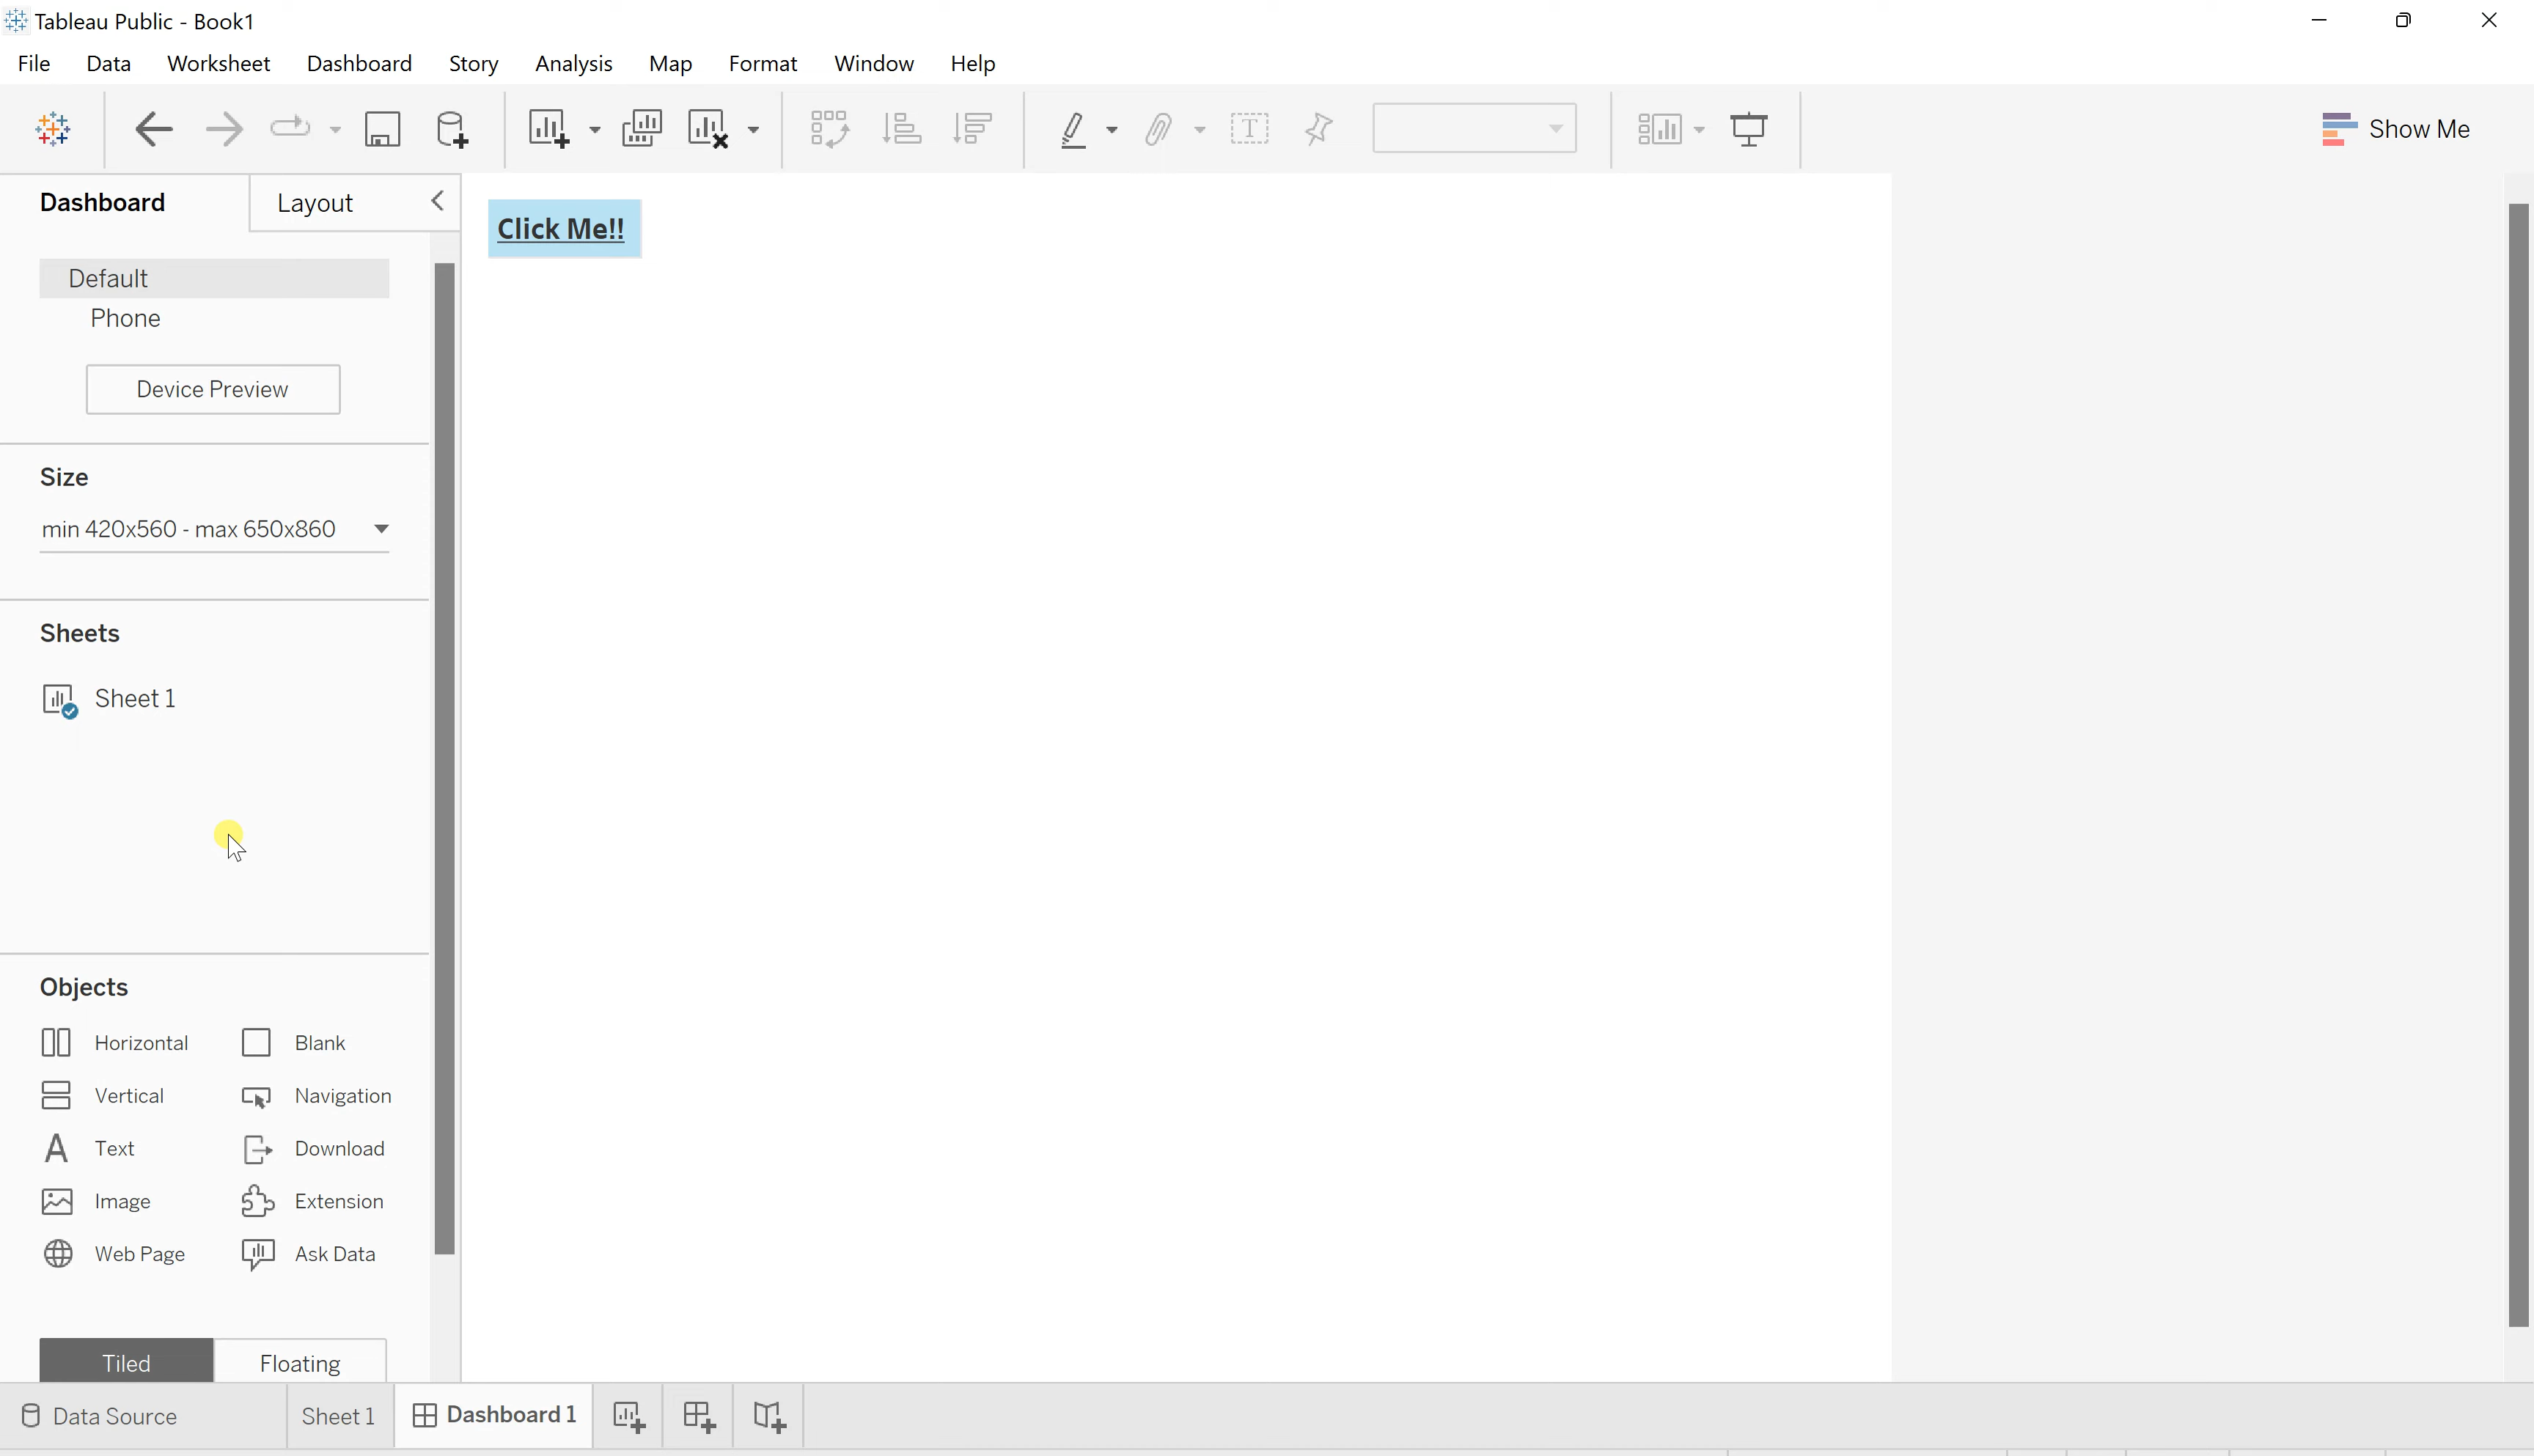 Tableau Public - Book1
File Data Worksheet Dashboard Story Analysis Map Format Window Help
Show Me
Dashboard Layout
Click Me!!
Default
Phone
Device Preview
Size
min 420x560 - max 650x860
Sheets
Sheet 1
Objects
Horizontal Blank
Vertical Navigation
Text Download
Image Extension
Web Page Ask Data
Tiled Floating
Data Source Sheet 1 Dashboard 1